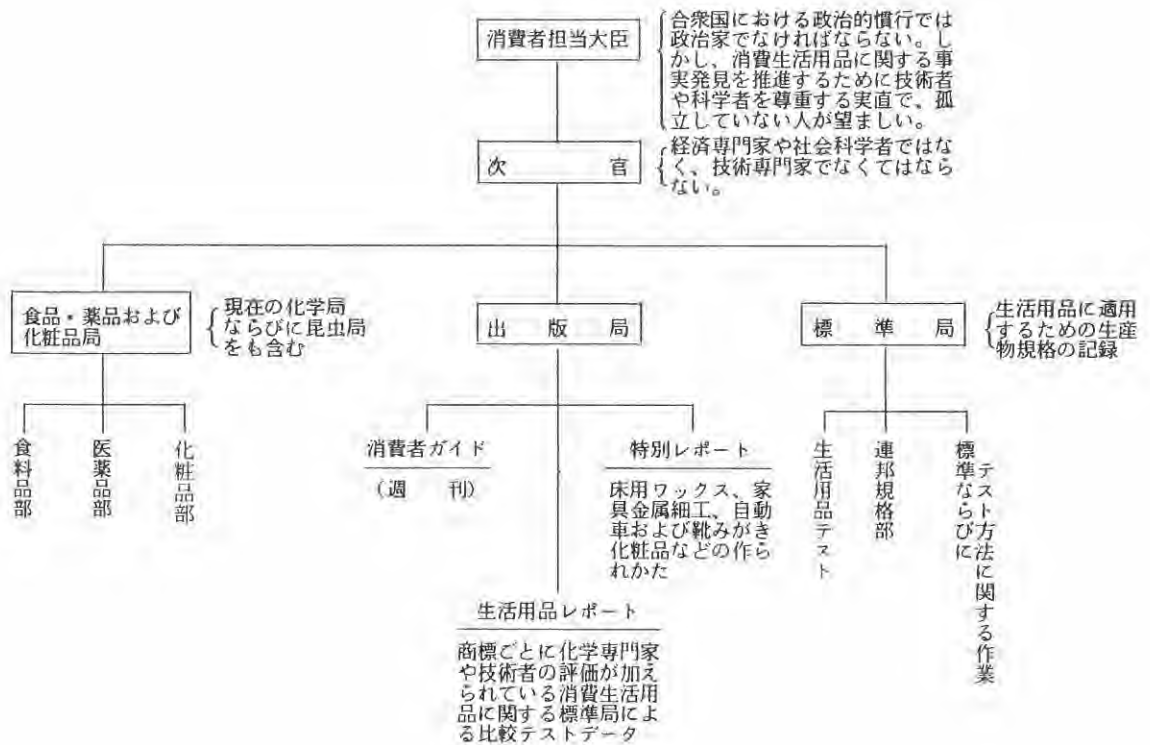 消費者担当大臣
合衆国における政治的慣行では
政治家でなければならない。し
かし、消費生活用品に関する事
実発見を推進するために技術者
や科学者を尊重する実直で、孤
立していない人が望ましい。
次　　官
経済専門家や社会科学者ではな
く、技術専門家でなくてはなら
ない。
食品・薬品および
化粧品局
現在の化学局
ならびに昆虫局
をも含む
出　版　局
標　準　局
生活用品に適用
するための生産
物規格の記録
食料品部
医薬品部
化粧品部
消費者ガイド
（週　刊）
特別レポート
床用ワックス、家
具金属細工、自動
車および靴みがき
化粧品などの作ら
れかた
生活用品テスト
連邦規格部
標準ならびに
テスト方法に関する作業
生活用品レポート
商標ごとに化学専門家
や技術者の評価が加え
られている消費生活用
品に関する標準局によ
る比較テストデータ